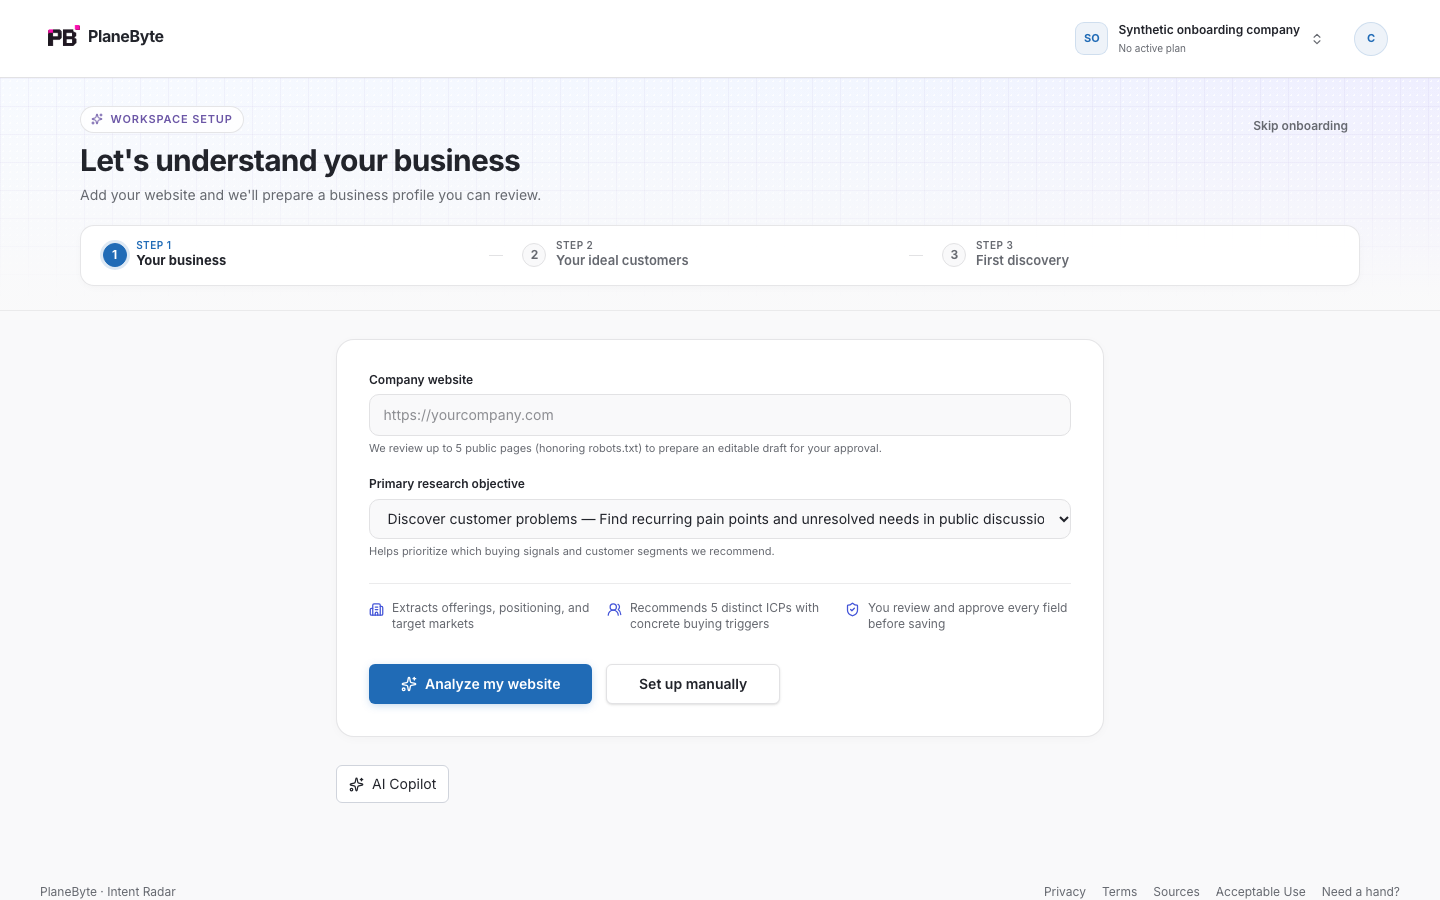 PB PlaneByte
SO
Synthetic onboarding company
No active plan
C
WORKSPACE SETUP
Skip onboarding
Let's understand your business
Add your website and we'll prepare a business profile you can review.
1
STEP 1
Your business
2
STEP 2
Your ideal customers
3
STEP 3
First discovery
Company website
https://yourcompany.com
We review up to 5 public pages (honoring robots.txt) to prepare an editable draft for your approval.
Primary research objective
Discover customer problems — Find recurring pain points and unresolved needs in public discussio
Helps prioritize which buying signals and customer segments we recommend.
Extracts offerings, positioning, and
target markets
Recommends 5 distinct ICPs with
concrete buying triggers
You review and approve every field
before saving
Analyze my website
Set up manually
AI Copilot
PlaneByte · Intent Radar
Privacy Terms Sources Acceptable Use Need a hand?